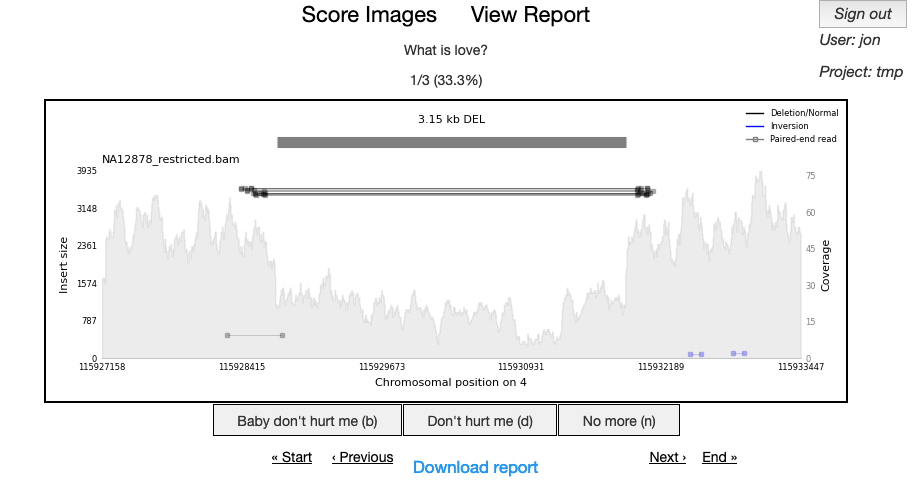 Score Images View Report
Sign out
User: jon
Project: tmp
What is love?
1/3 (33.3%)
3.15 kb DEL
Deletion/Normal
Inversion
Paired-end read
NA12878_restricted.bam
3935
3148
2361
1574
787
0
Insert size
75
60
45
30
15
0
Coverage
115927158 115928415 115929673 115930931 115932189 115933447
Chromosomal position on 4
Baby don't hurt me (b) Don't hurt me (d) No more (n)
« Start ‹ Previous Download report Next › End »